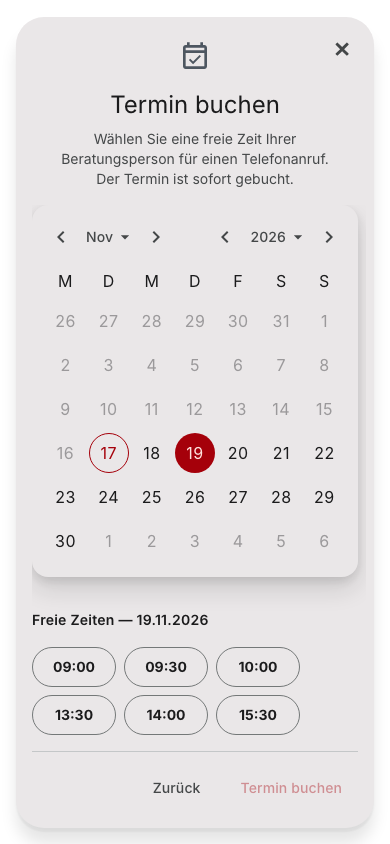 Termin buchen
Wählen Sie eine freie Zeit Ihrer
Beratungsperson für einen Telefonanruf.
Der Termin ist sofort gebucht.
Nov 2026
M D M D F S S
26 27 28 29 30 31 1
2 3 4 5 6 7 8
9 10 11 12 13 14 15
16 17 18 19 20 21 22
23 24 25 26 27 28 29
30 1 2 3 4 5 6
Freie Zeiten — 19.11.2026
09:00 09:30 10:00
13:30 14:00 15:30
Zurück Termin buchen